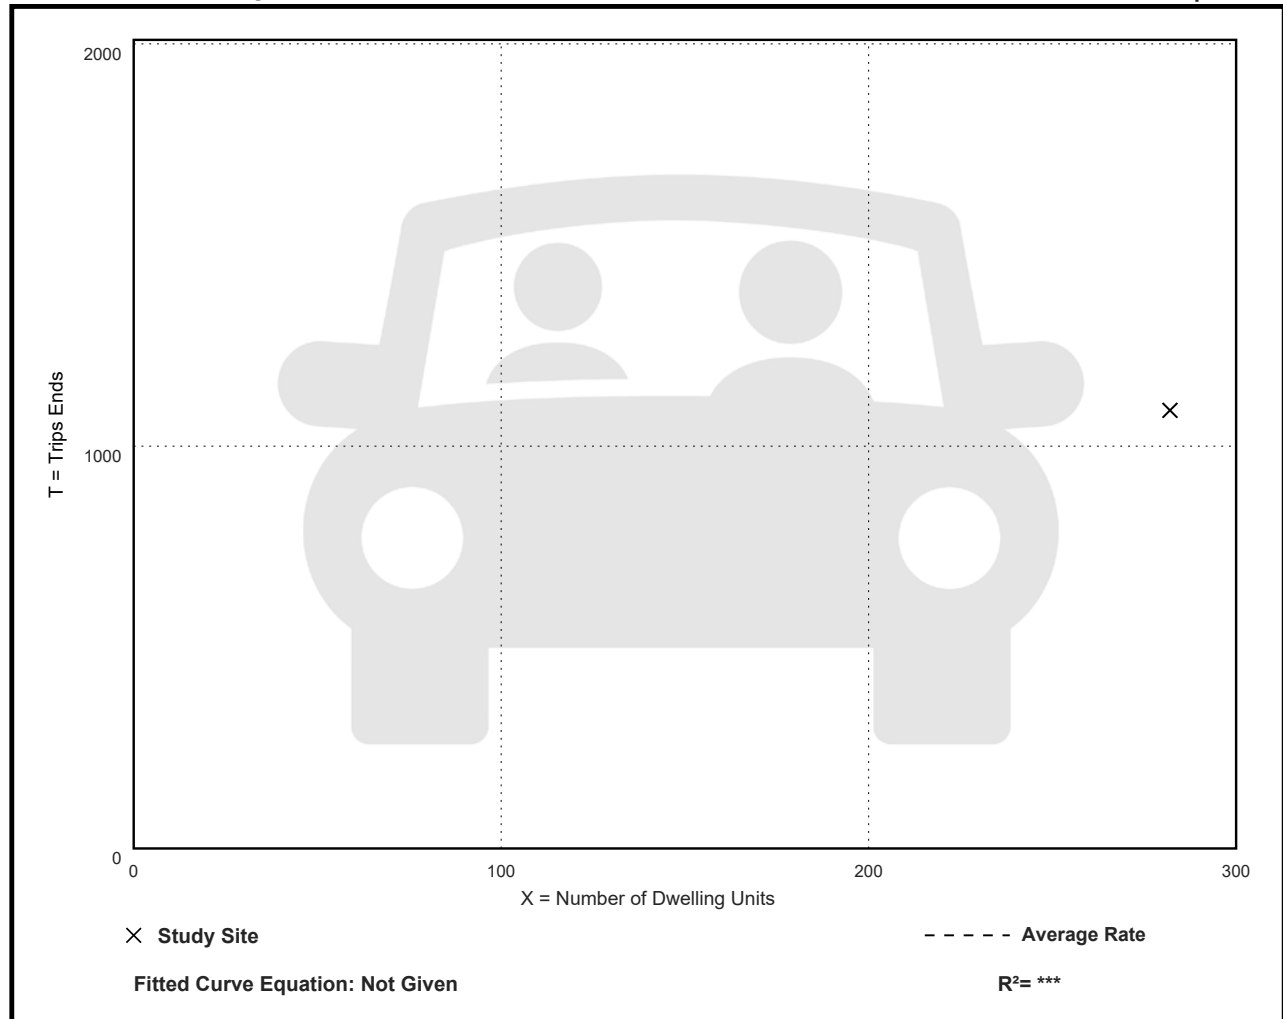 2000
T = Trips Ends
1000
0
0 100 200 300
X = Number of Dwelling Units
Study Site
Average Rate
Fitted Curve Equation: Not Given
R²= ***